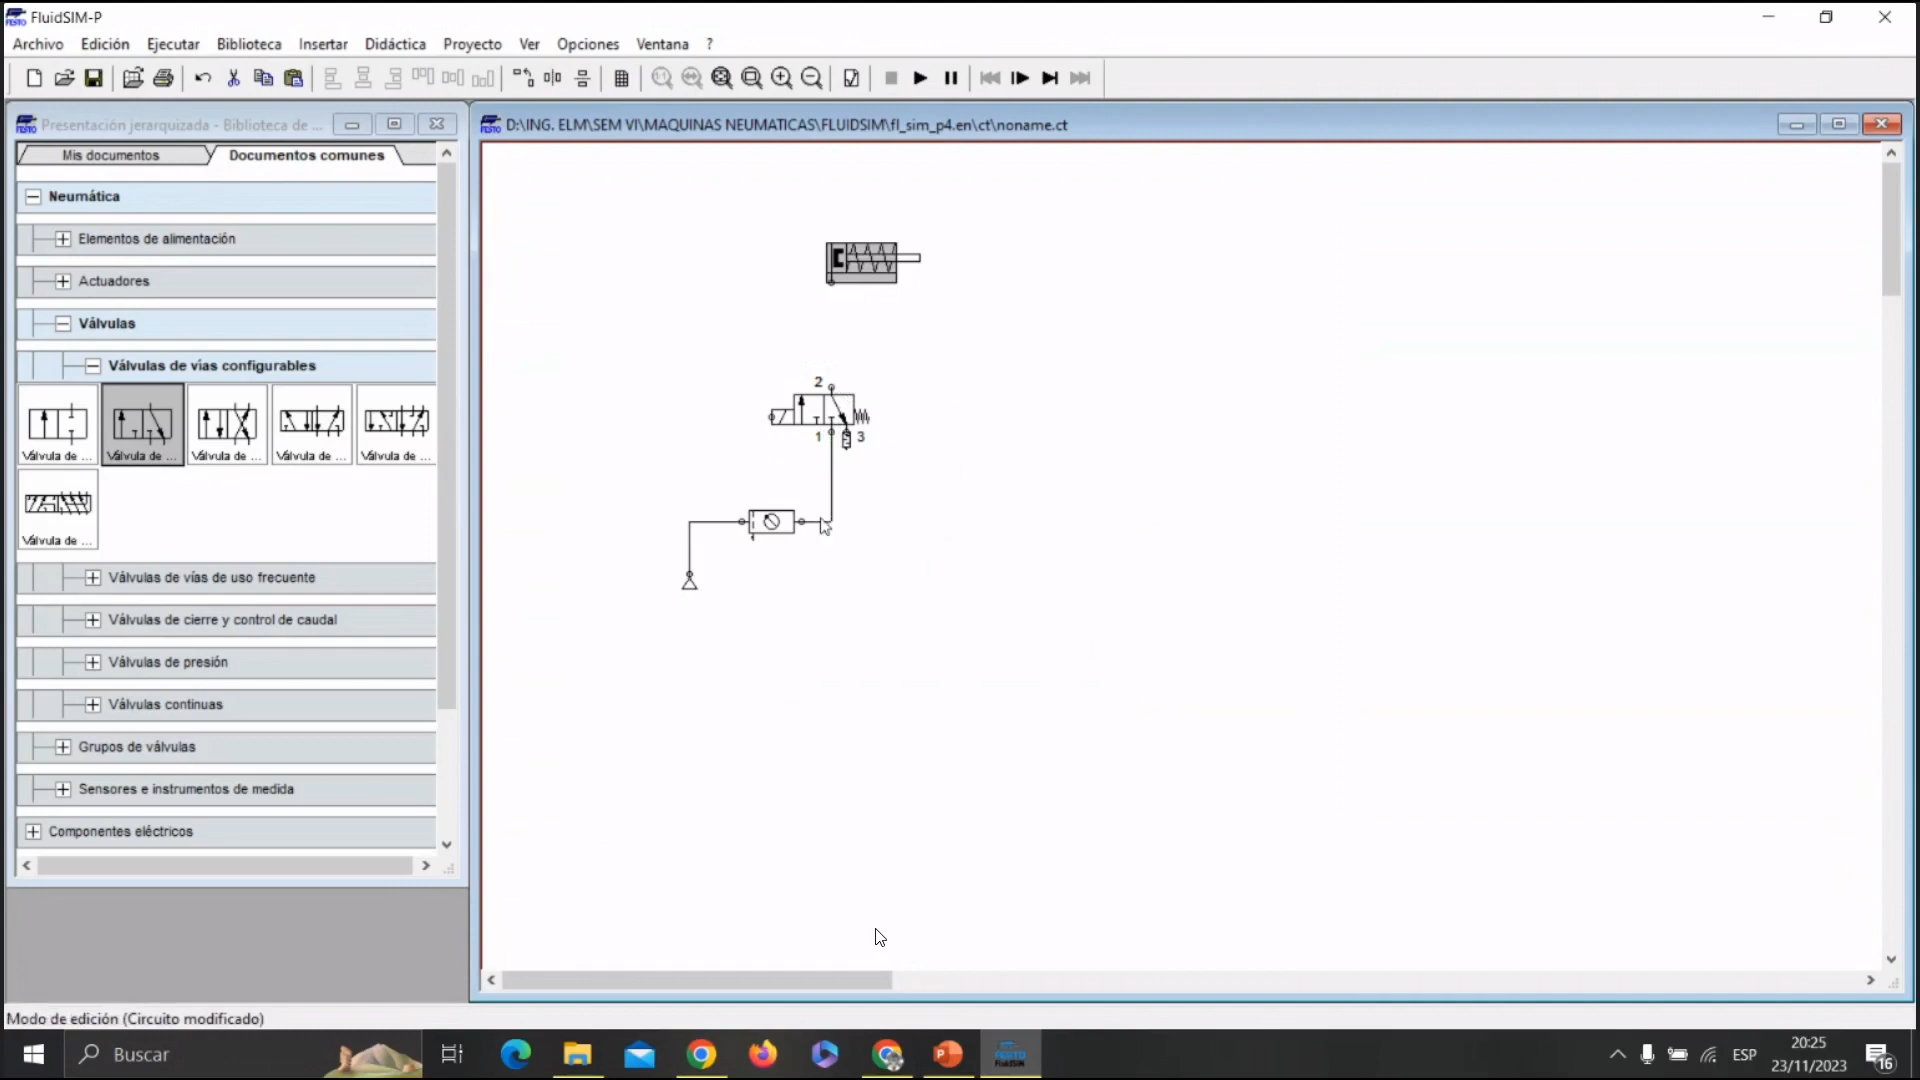 FluidSIM-P
Archivo Edición Ejecutar Biblioteca Insertar Didáctica Proyecto Ver Opciones Ventana ?
FESTO Presentación jerarquizada - Biblioteca de ...
FESTO D:\ING. ELM\SEM VI\MAQUINAS NEUMATICAS\FLUIDSIM\fl_sim_p4.en\ct\noname.ct
Mis documentos Documentos comunes
Neumática
Elementos de alimentación
Actuadores
Válvulas
Válvulas de vías configurables
Válvula de ... Válvula de ... Válvula de ... Válvula de ... Válvula de ...
Válvula de ...
Válvulas de vías de uso frecuente
Válvulas de cierre y control de caudal
Válvulas de presión
Válvulas continuas
Grupos de válvulas
Sensores e instrumentos de medida
Componentes eléctricos
2
1 3
Modo de edición (Circuito modificado)
Buscar
FESTO
FluidSIM
ESP
20:25
23/11/2023
16